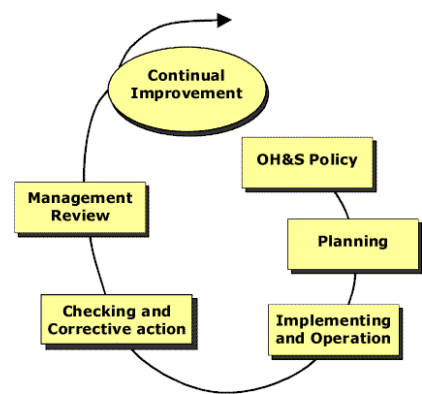 Continual
Improvement
OH&S Policy
Management
Review
Planning
Checking and
Corrective action
Implementing
and Operation